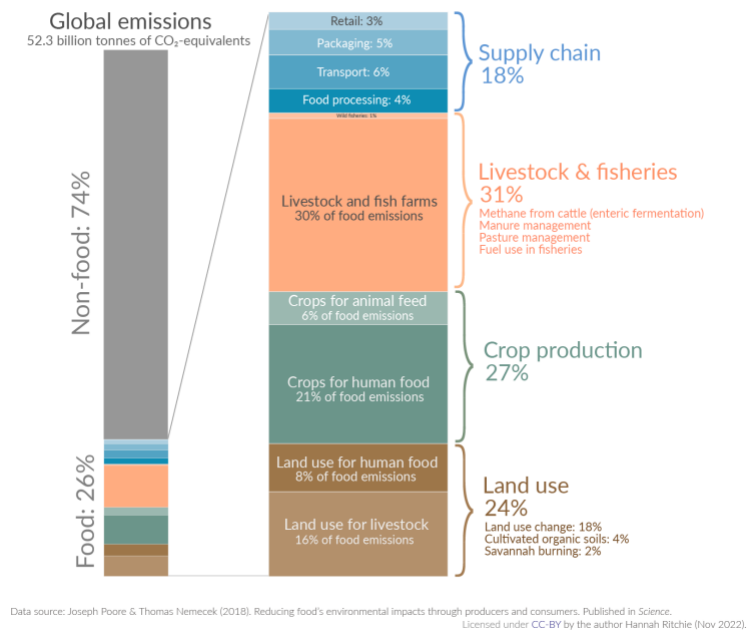 Global emissions
52.3 billion tonnes of CO₂-equivalents
Non-food: 74%
Food: 26%
Retail: 3%
Packaging: 5%
Transport: 6%
Food processing: 4%
Wild fisheries: 1%
Livestock and fish farms
30% of food emissions
Crops for animal feed
6% of food emissions
Crops for human food
21% of food emissions
Land use for human food
8% of food emissions
Land use for livestock
16% of food emissions
Supply chain
18%
Livestock & fisheries
31%
Methane from cattle (enteric fermentation)
Manure management
Pasture management
Fuel use in fisheries
Crop production
27%
Land use
24%
Land use change: 18%
Cultivated organic soils: 4%
Savannah burning: 2%
Data source: Joseph Poore & Thomas Nemecek (2018). Reducing food's environmental impacts through producers and consumers. Published in Science.
Licensed under CC-BY by the author Hannah Ritchie (Nov 2022).